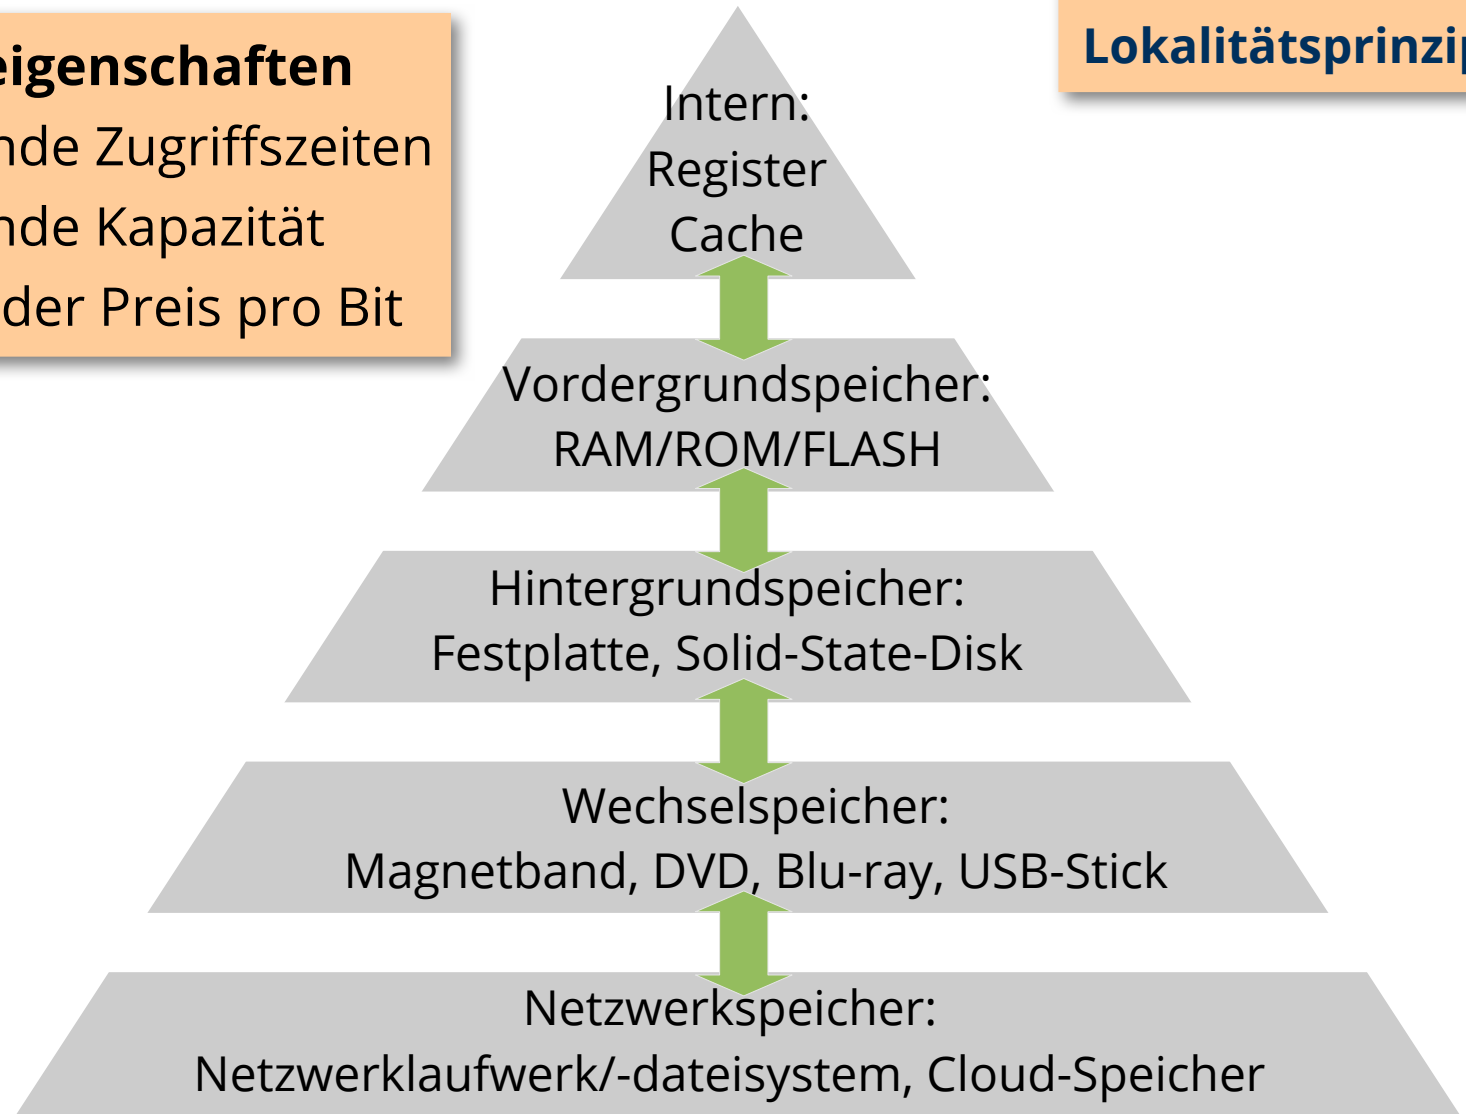 eigenschaften
nde Zugriffszeiten
nde Kapazität
der Preis pro Bit
Lokalitätsprinzip
Intern:
Register
Cache
Vordergrundspeicher:
RAM/ROM/FLASH
Hintergrundspeicher:
Festplatte, Solid-State-Disk
Wechselspeicher:
Magnetband, DVD, Blu-ray, USB-Stick
Netzwerkspeicher:
Netzwerklaufwerk/-dateisystem, Cloud-Speicher